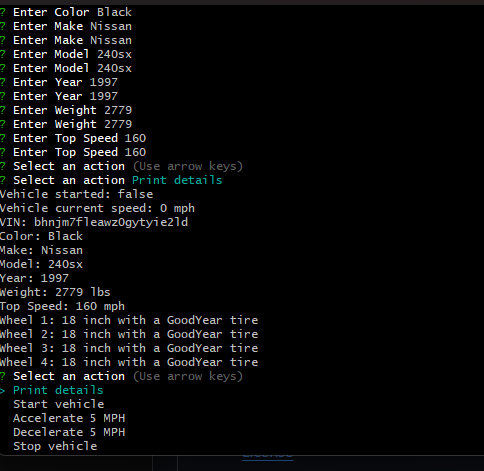 ? Enter Color Black
? Enter Make Nissan
? Enter Make Nissan
? Enter Model 240sx
? Enter Model 240sx
? Enter Year 1997
? Enter Year 1997
? Enter Weight 2779
? Enter Weight 2779
? Enter Top Speed 160
? Enter Top Speed 160
? Select an action (Use arrow keys)
? Select an action Print details
Vehicle started: false
Vehicle current speed: 0 mph
VIN: bhnjm7fleawz0gytyie2ld
Color: Black
Make: Nissan
Model: 240sx
Year: 1997
Weight: 2779 lbs
Top Speed: 160 mph
Wheel 1: 18 inch with a GoodYear tire
Wheel 2: 18 inch with a GoodYear tire
Wheel 3: 18 inch with a GoodYear tire
Wheel 4: 18 inch with a GoodYear tire
? Select an action (Use arrow keys)
> Print details
Start vehicle
Accelerate 5 MPH
Decelerate 5 MPH
Stop vehicle